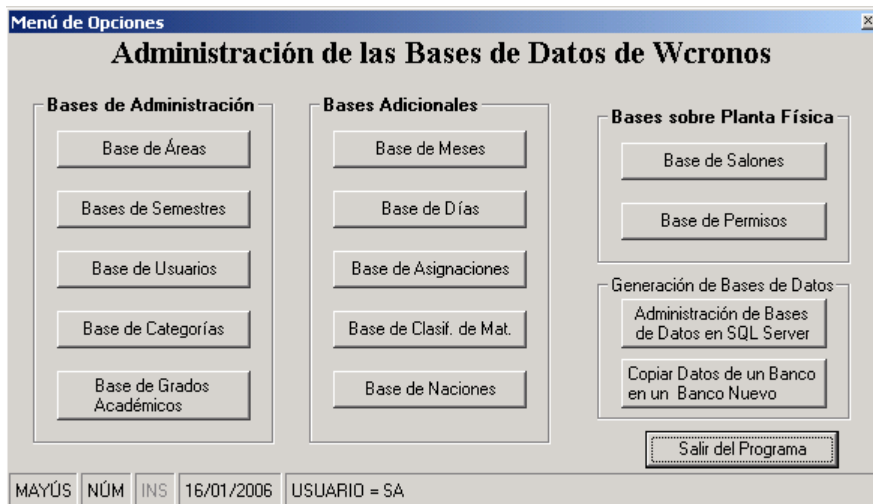 Menú de Opciones
Administración de las Bases de Datos de Wcronos
Bases de Administración
Base de Áreas
Bases de Semestres
Base de Usuarios
Base de Categorías
Base de Grados
Académicos
Bases Adicionales
Base de Meses
Base de Días
Base de Asignaciones
Base de Clasif. de Mat.
Base de Naciones
Bases sobre Planta Física
Base de Salones
Base de Permisos
Generación de Bases de Datos
Administración de Bases
de Datos en SQL Server
Copiar Datos de un Banco
en un Banco Nuevo
Salir del Programa
MAYÚS NÚM INS 16/01/2006 USUARIO = SA